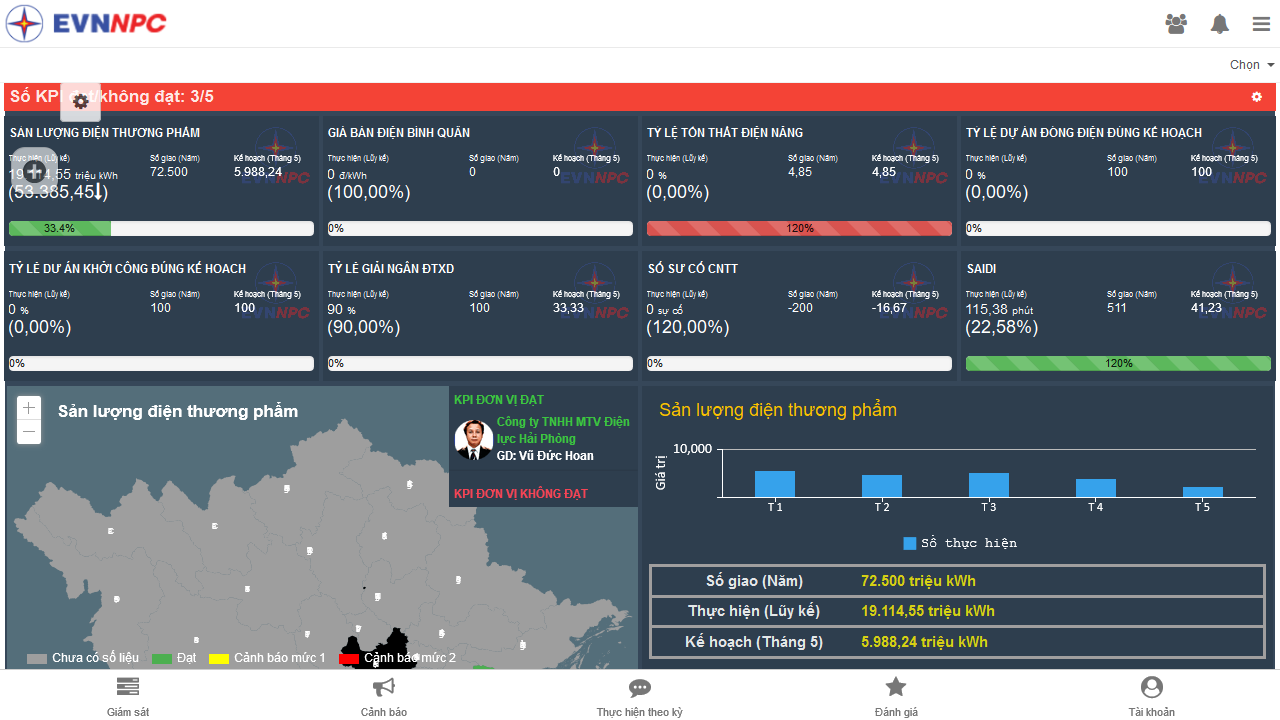 EVNNPC
Chọn
Số KPI đạt/không đạt: 3/5
SẢN LƯỢNG ĐIỆN THƯƠNG PHẨM
Thực hiện (Lũy kế) Số giao (Năm) Kế hoạch (Tháng 5)
triệu kWh 72.500 5.988,24
(53.385,45↓)
33.4%
GIÁ BÁN ĐIỆN BÌNH QUÂN
Thực hiện (Lũy kế) Số giao (Năm) Kế hoạch (Tháng 5)
0 đ/kWh 0 0
(100,00%)
0%
TỶ LỆ TỔN THẤT ĐIỆN NĂNG
Thực hiện (Lũy kế) Số giao (Năm) Kế hoạch (Tháng 5)
0 % 4,85 4,85
(0,00%)
120%
TỶ LỆ DỰ ÁN ĐÓNG ĐIỆN ĐÚNG KẾ HOẠCH
Thực hiện (Lũy kế) Số giao (Năm) Kế hoạch (Tháng 5)
0 % 100 100
(0,00%)
0%
TỶ LỆ DỰ ÁN KHỞI CÔNG ĐÚNG KẾ HOẠCH
Thực hiện (Lũy kế) Số giao (Năm) Kế hoạch (Tháng 5)
0 % 100 100
(0,00%)
0%
TỶ LỆ GIẢI NGÂN ĐTXD
Thực hiện (Lũy kế) Số giao (Năm) Kế hoạch (Tháng 5)
90 % 100 33,33
(90,00%)
0%
SỐ SỰ CỐ CNTT
Thực hiện (Lũy kế) Số giao (Năm) Kế hoạch (Tháng 5)
0 sự cố -200 -16,67
(120,00%)
0%
SAIDI
Thực hiện (Lũy kế) Số giao (Năm) Kế hoạch (Tháng 5)
115,38 phút 511 41,23
(22,58%)
120%
+
−
Sản lượng điện thương phẩm
KPI ĐƠN VỊ ĐẠT
Công ty TNHH MTV Điện
lực Hải Phòng
GD: Vũ Đức Hoan
KPI ĐƠN VỊ KHÔNG ĐẠT
Chưa có số liệu Đạt Cảnh báo mức 1 Cảnh báo mức 2
Sản lượng điện thương phẩm
10,000
Giá trị
T1 T2 T3 T4 T5
Số thực hiện
Số giao (Năm) 72.500 triệu kWh
Thực hiện (Lũy kế) 19.114,55 triệu kWh
Kế hoạch (Tháng 5) 5.988,24 triệu kWh
Giám sát Cảnh báo Thực hiện theo kỳ Đánh giá Tài khoản